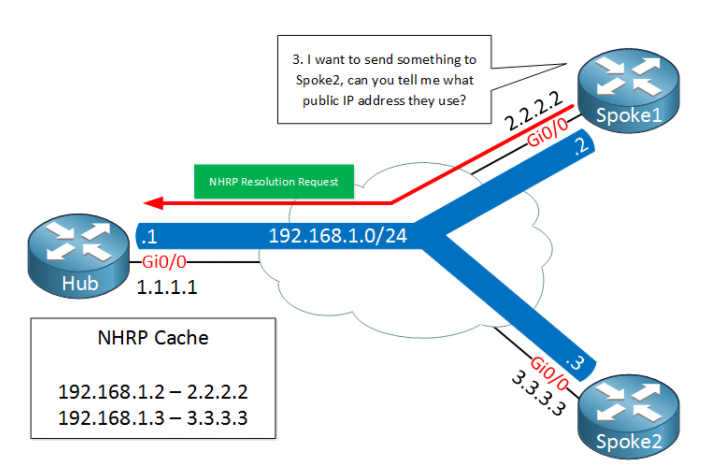 3. I want to send something to
Spoke2, can you tell me what
public IP address they use?
Spoke1
2.2.2.2
Gi0/0
.2
NHRP Resolution Request
.1
192.168.1.0/24
Gi0/0
Hub
1.1.1.1
NHRP Cache
192.168.1.2 – 2.2.2.2
192.168.1.3 – 3.3.3.3
.3
Gi0/0
3.3.3.3
Spoke2